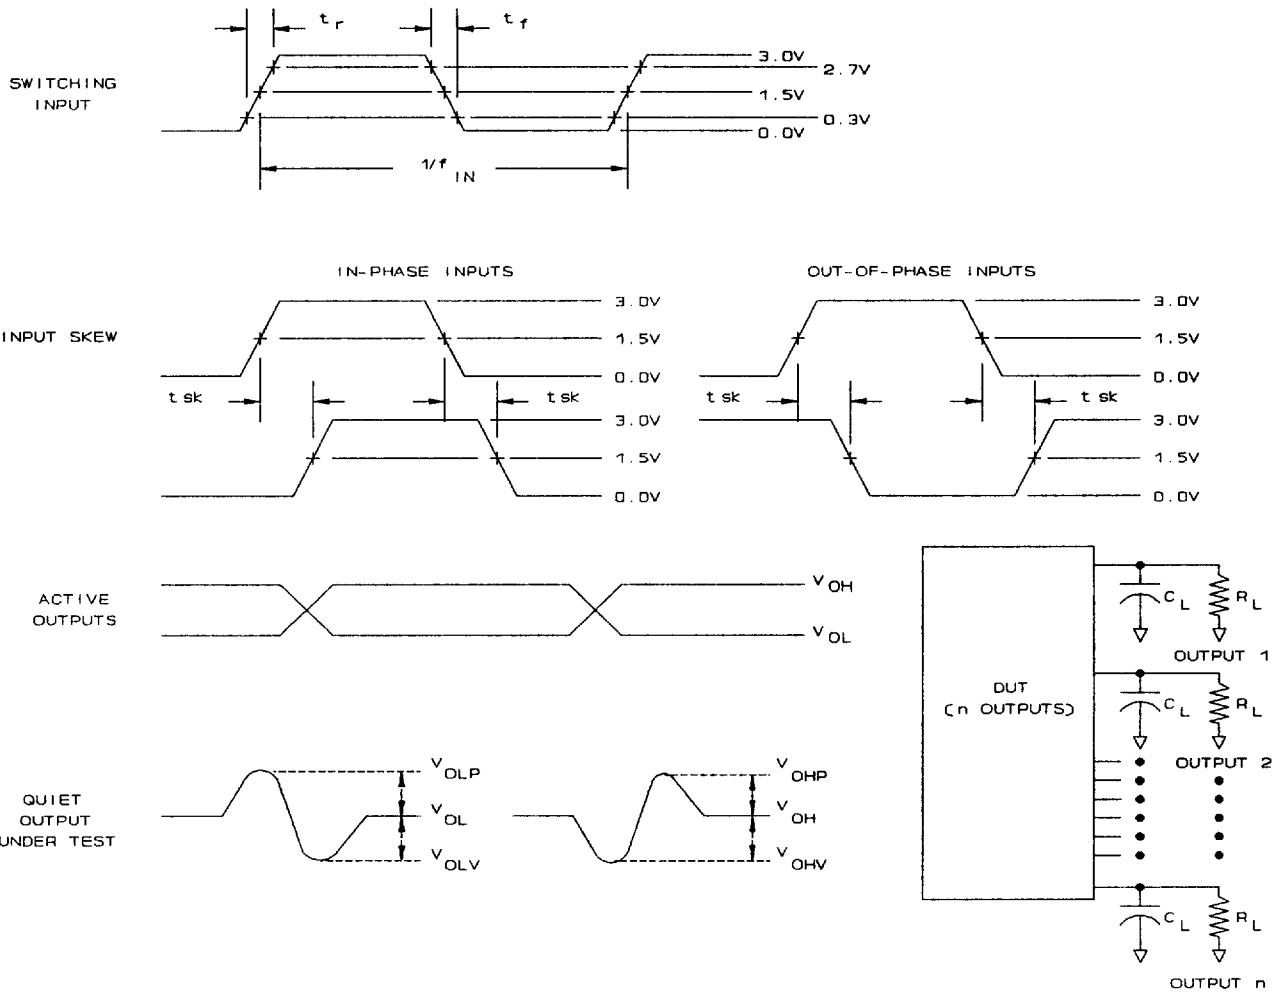 t r
t f
SWITCHING
INPUT
3.0V
2.7V
1.5V
0.3V
0.0V
1/f IN
IN-PHASE INPUTS
OUT-OF-PHASE INPUTS
INPUT SKEW
3.0V
1.5V
0.0V
3.0V
1.5V
0.0V
t sk
t sk
t sk
t sk
3.0V
1.5V
0.0V
3.0V
1.5V
0.0V
ACTIVE
OUTPUTS
V OH
V OL
DUT
(n OUTPUTS)
C L
R L
OUTPUT 1
C L
R L
OUTPUT 2
QUIET
OUTPUT
UNDER TEST
V OLP
V OL
V OLV
V OHP
V OH
V OHV
C L
R L
OUTPUT n